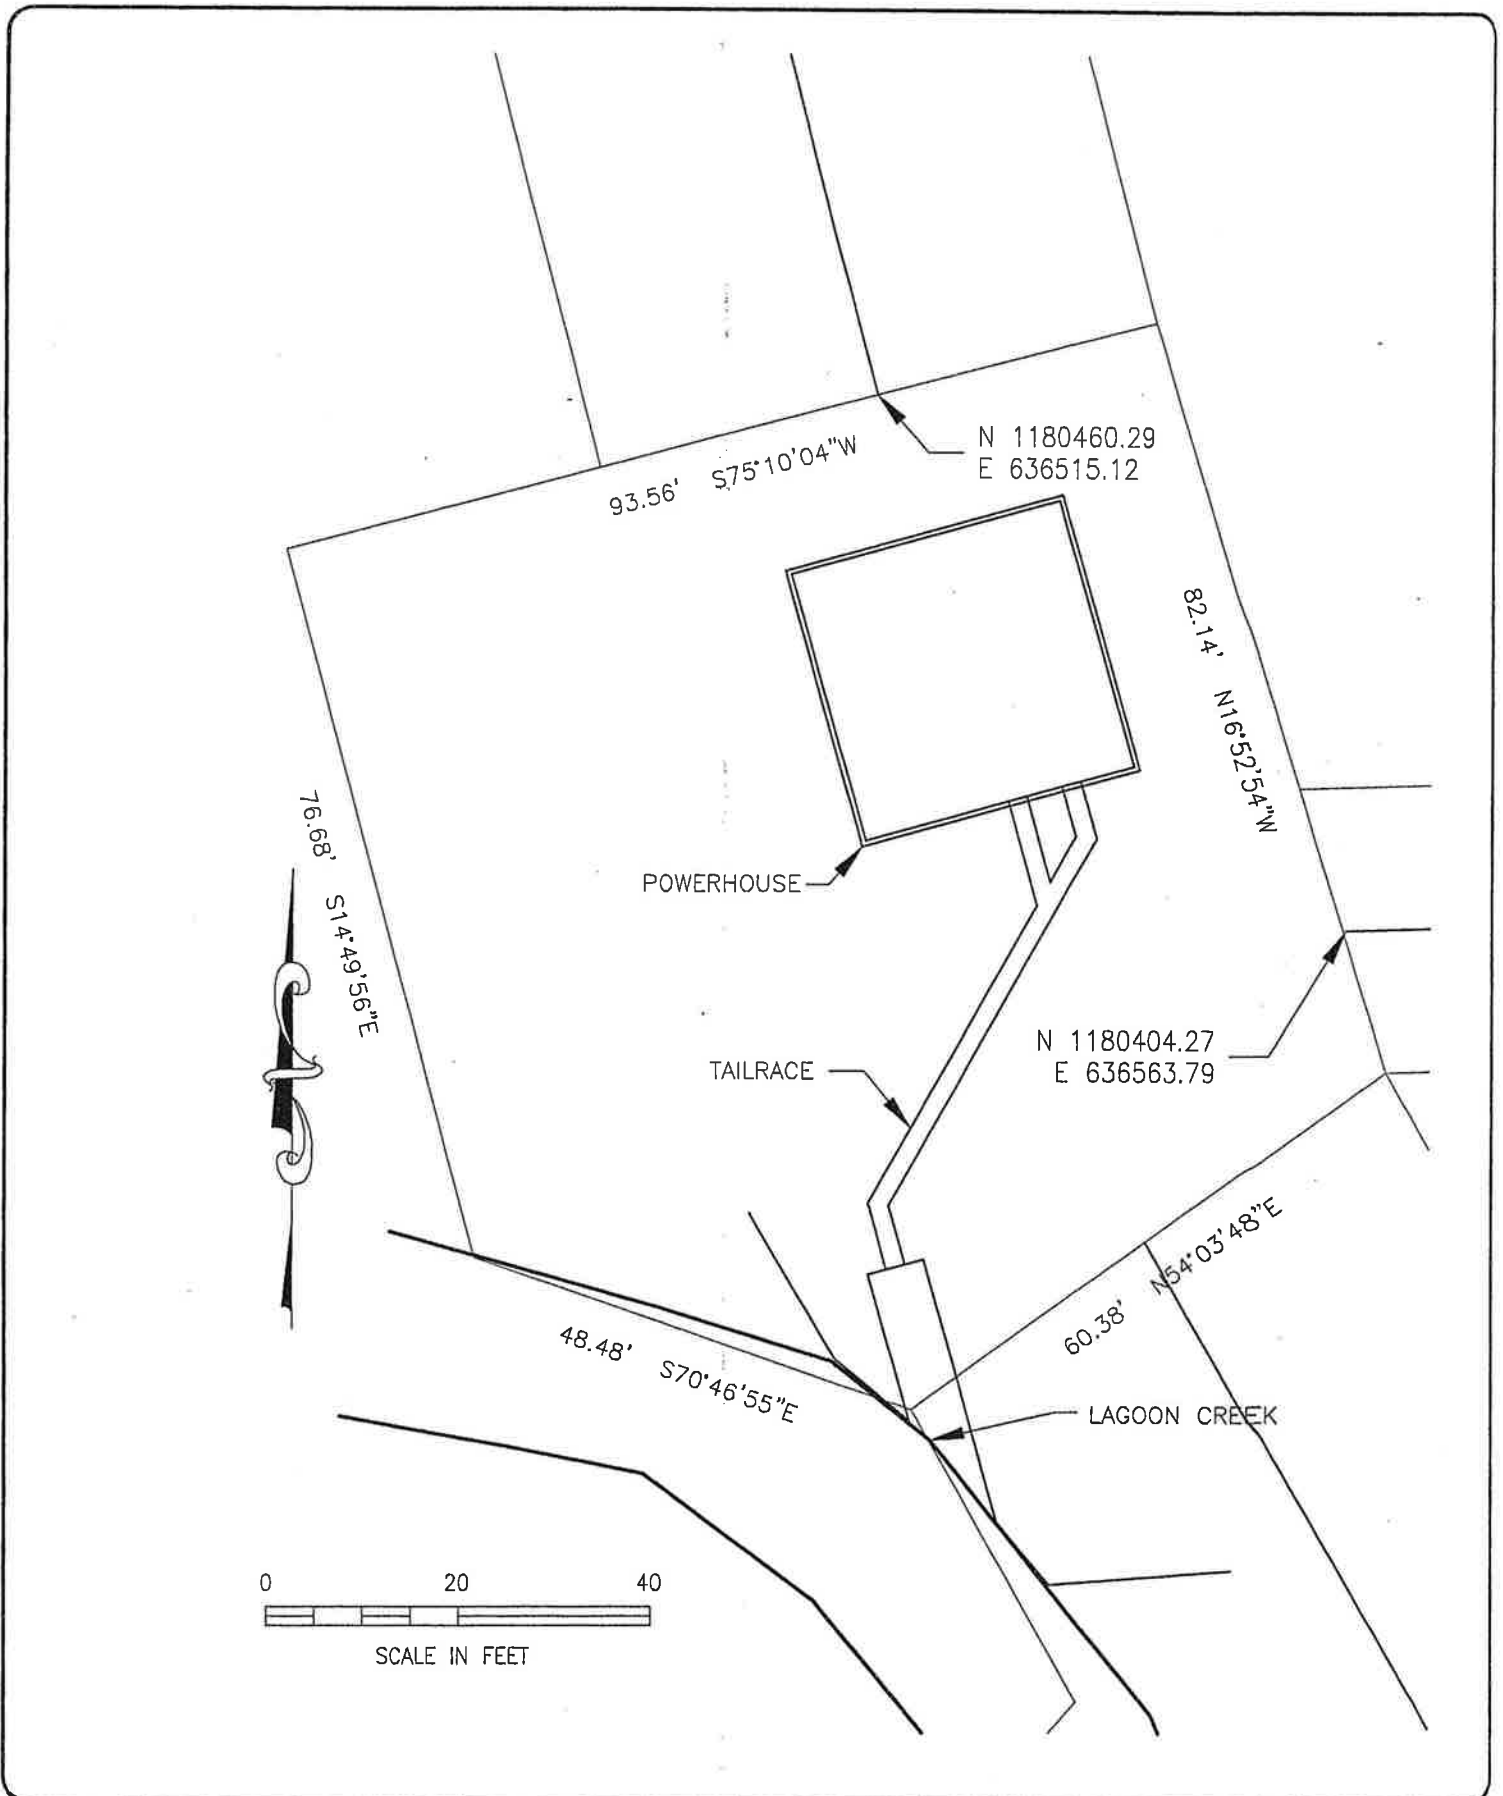 N 1180460.29
E 636515.12
93.56' S75°10'04"W
82.14' N16°52'54"W
76.68' S14°49'56"E
POWERHOUSE
N 1180404.27
E 636563.79
TAILRACE
60.38' N54°03'48"E
48.48' S70°46'55"E
LAGOON CREEK
0 20 40
SCALE IN FEET